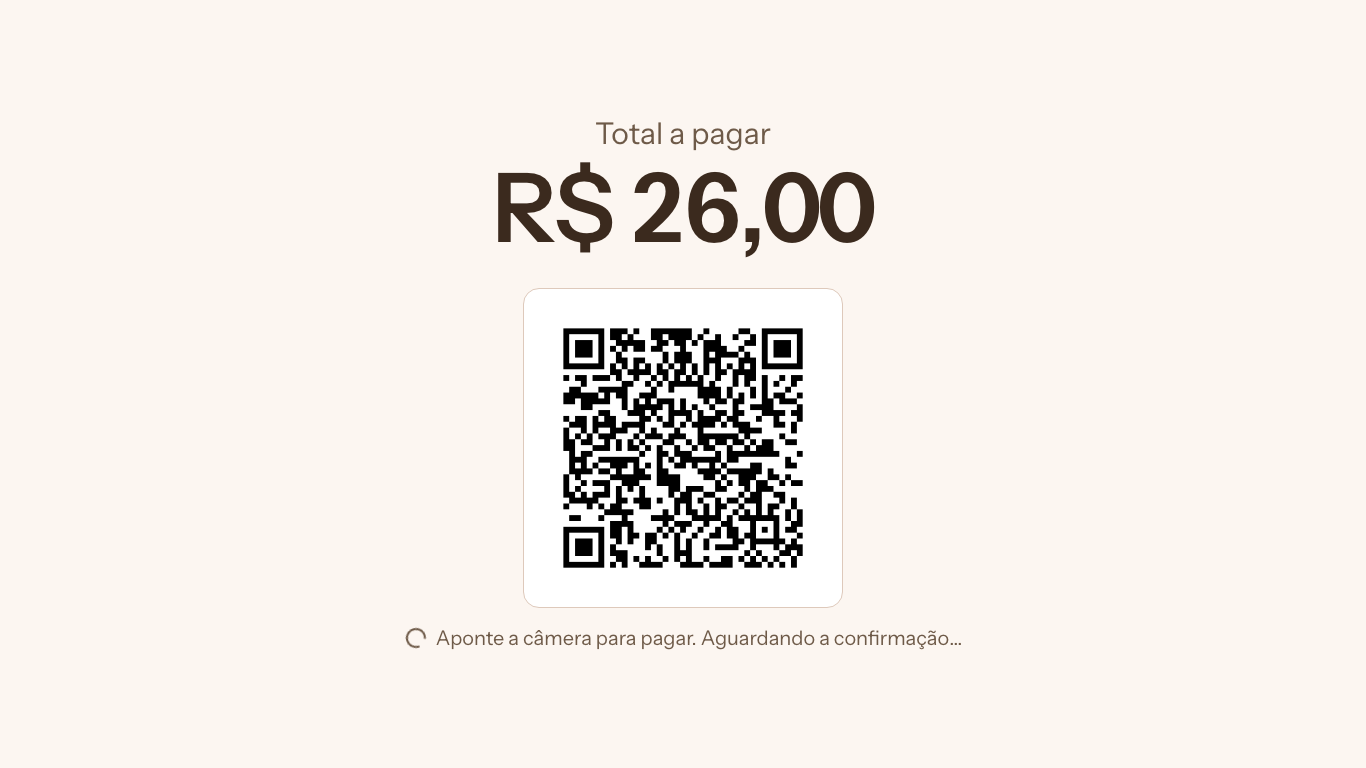 Total a pagar
R$ 26,00
Aponte a câmera para pagar. Aguardando a confirmação...